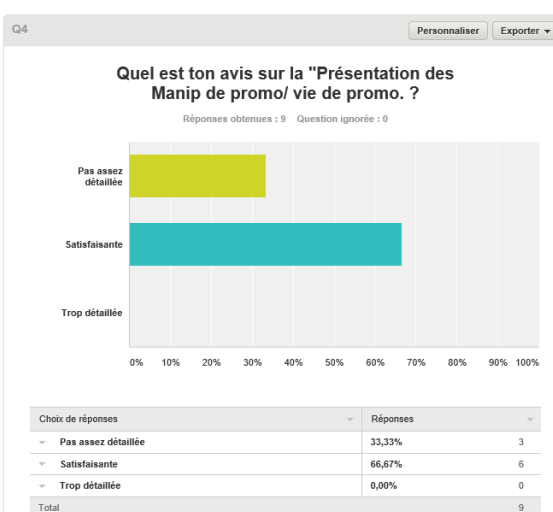 Q4
Personnaliser
Exporter
Quel est ton avis sur la "Présentation des
Manip de promo/ vie de promo. ?
Réponses obtenues : 9 Question ignorée : 0
Pas assez
détaillée
Satisfaisante
Trop détaillée
0% 10% 20% 30% 40% 50% 60% 70% 80% 90% 100%
Choix de réponses Réponses
Pas assez détaillée 33,33% 3
Satisfaisante 66,67% 6
Trop détaillée 0,00% 0
Total 9